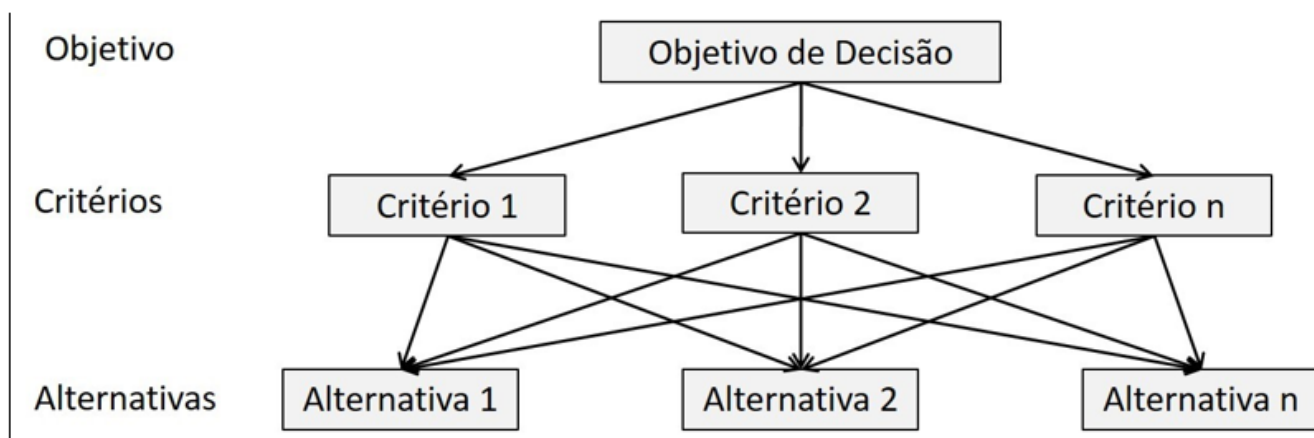 Objetivo
Objetivo de Decisão
Critérios
Critério 1
Critério 2
Critério n
Alternativas
Alternativa 1
Alternativa 2
Alternativa n